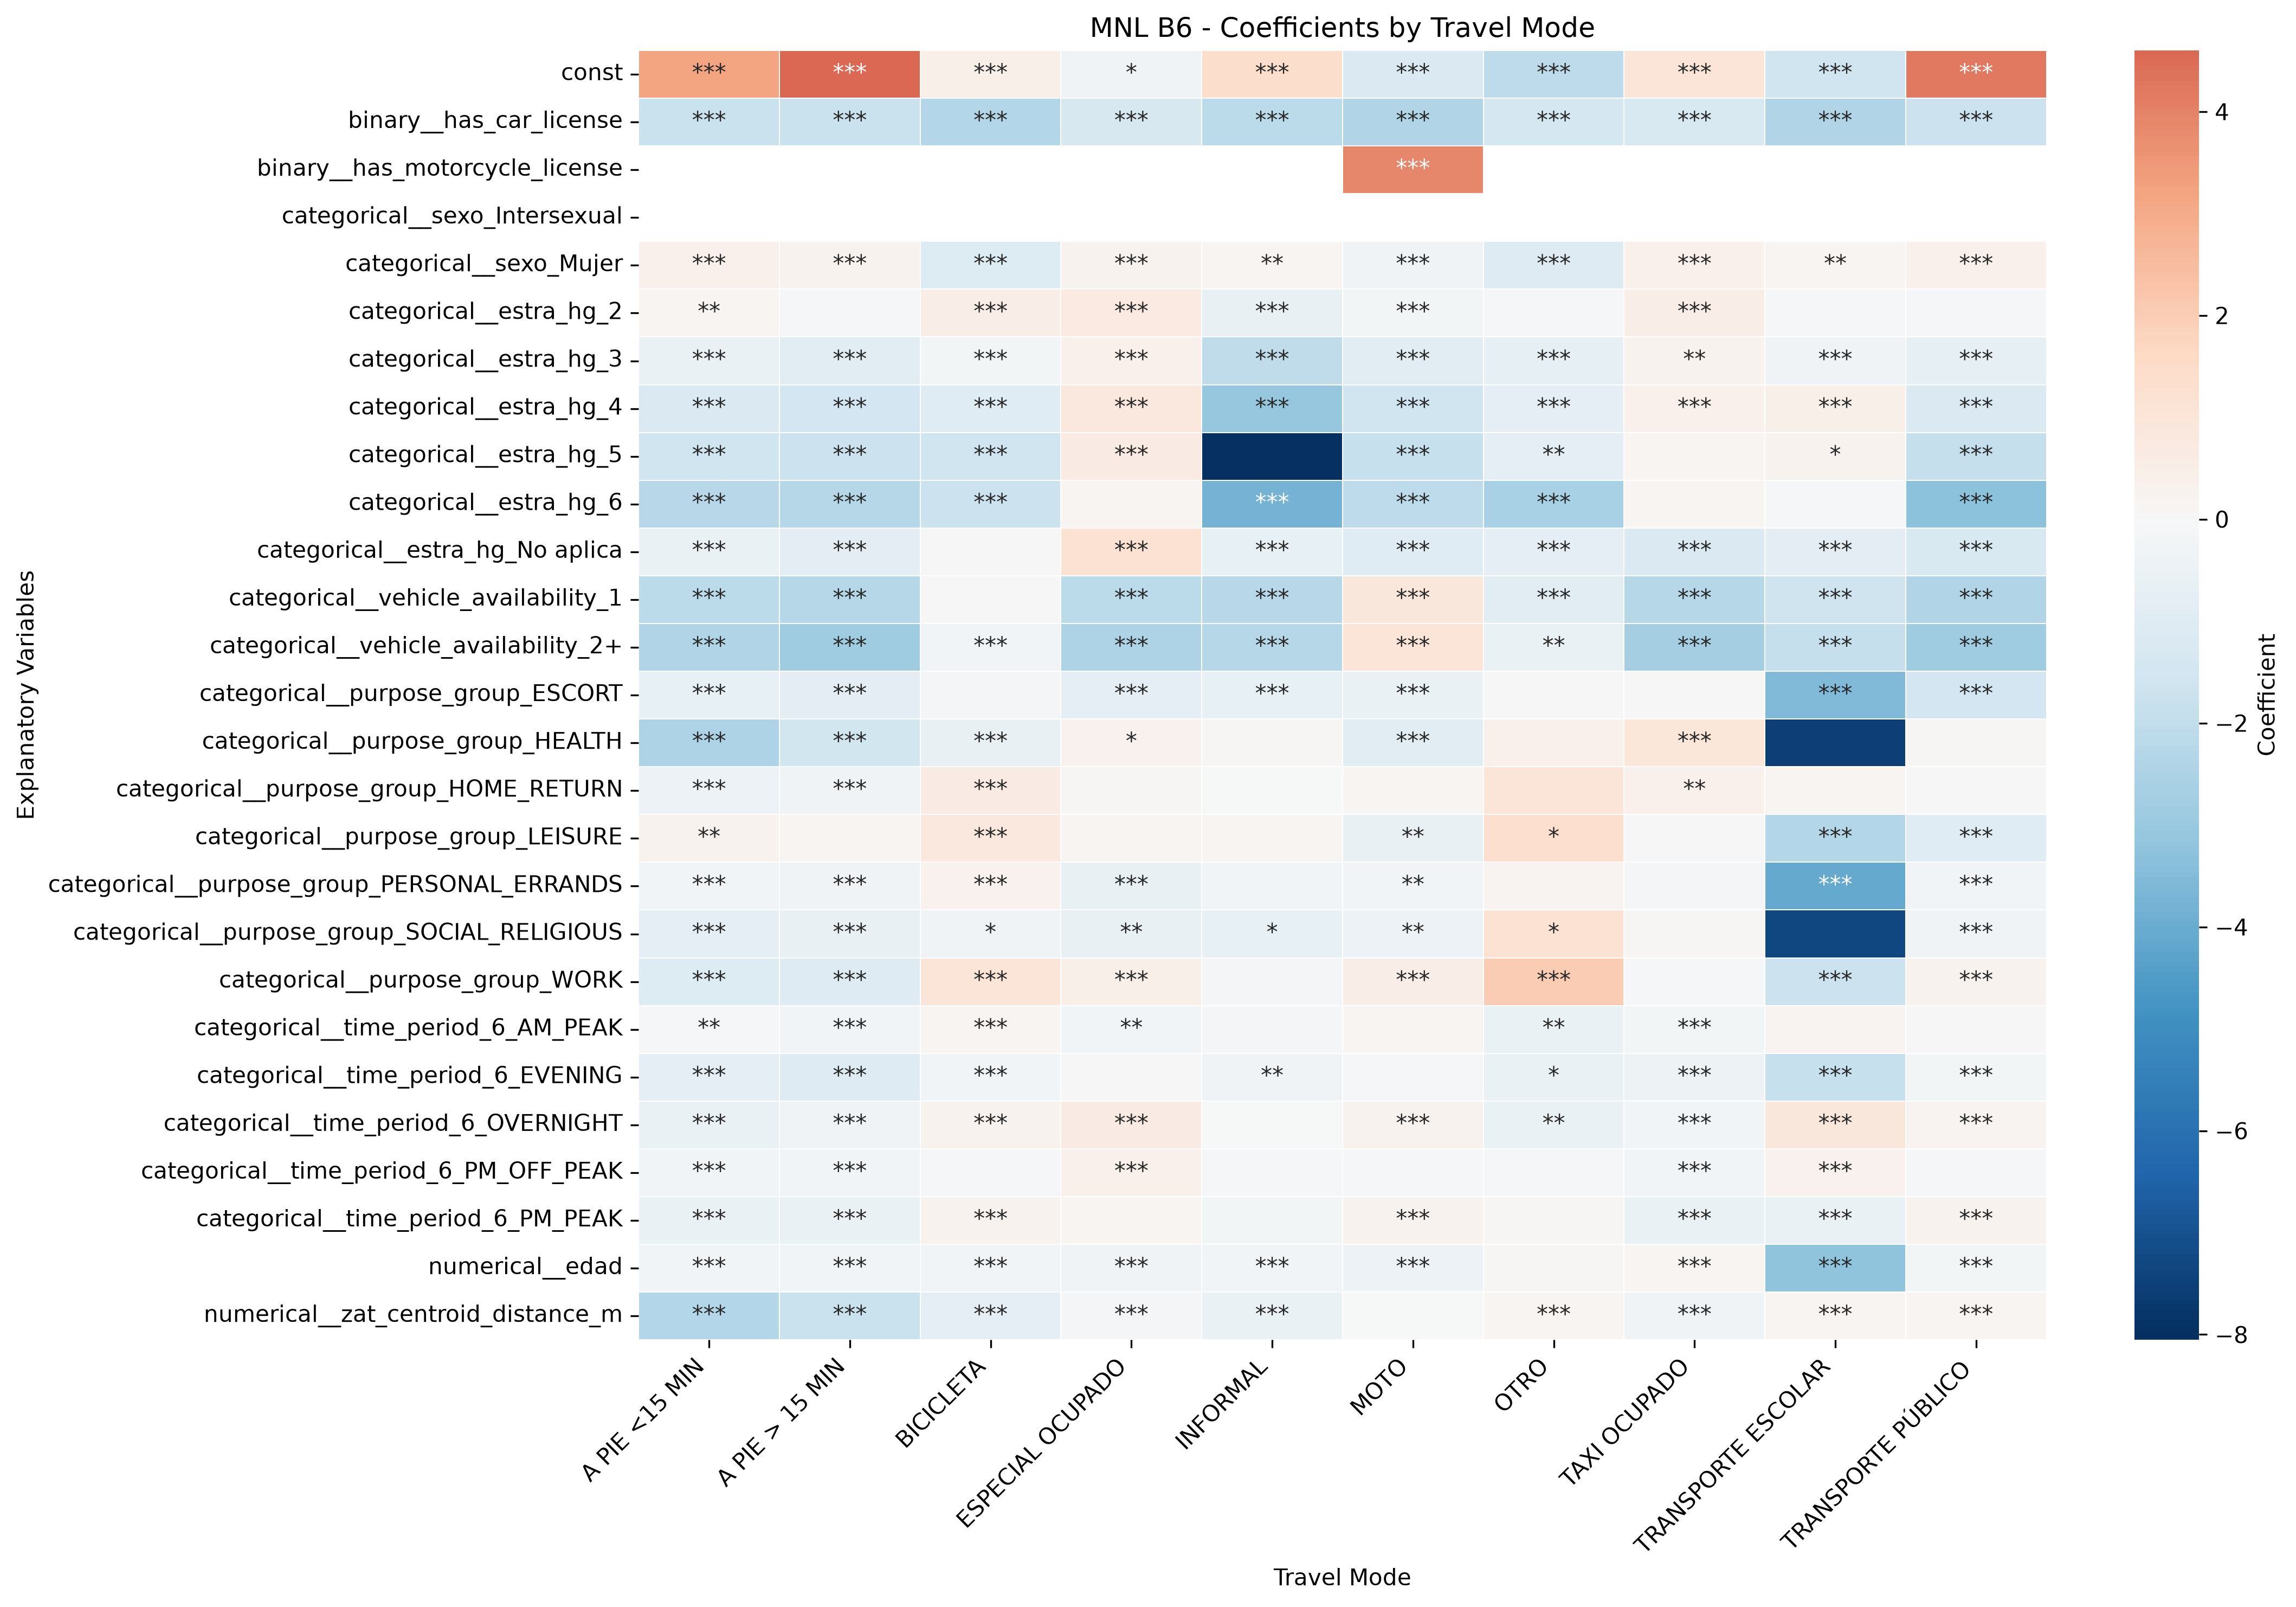 MNL B6 - Coefficients by Travel Mode
const *** *** *** * *** *** *** *** *** ***
binary__has_car_license *** *** *** *** *** *** *** *** *** ***
binary__has_motorcycle_license ***
categorical__sexo_Intersexual
categorical__sexo_Mujer *** *** *** *** ** *** *** *** ** ***
categorical__estra_hg_2 ** *** *** *** *** ***
categorical__estra_hg_3 *** *** *** *** *** *** *** ** *** ***
categorical__estra_hg_4 *** *** *** *** *** *** *** *** *** ***
categorical__estra_hg_5 *** *** *** *** *** ** * ***
categorical__estra_hg_6 *** *** *** *** *** *** ***
categorical__estra_hg_No aplica *** *** *** *** *** *** *** *** ***
categorical__vehicle_availability_1 *** *** *** *** *** *** *** *** ***
categorical__vehicle_availability_2+ *** *** *** *** *** *** ** *** *** ***
categorical__purpose_group_ESCORT *** *** *** *** *** *** ***
categorical__purpose_group_HEALTH *** *** *** * *** ***
categorical__purpose_group_HOME_RETURN *** *** *** **
categorical__purpose_group_LEISURE ** *** ** * *** ***
categorical__purpose_group_PERSONAL_ERRANDS *** *** *** *** ** *** ***
categorical__purpose_group_SOCIAL_RELIGIOUS *** *** * ** * ** * ***
categorical__purpose_group_WORK *** *** *** *** *** *** *** ***
categorical__time_period_6_AM_PEAK ** *** *** ** ** ***
categorical__time_period_6_EVENING *** *** *** ** * *** *** ***
categorical__time_period_6_OVERNIGHT *** *** *** *** *** ** *** *** ***
categorical__time_period_6_PM_OFF_PEAK *** *** *** *** ***
categorical__time_period_6_PM_PEAK *** *** *** *** *** *** ***
numerical__edad *** *** *** *** *** *** *** *** ***
numerical__zat_centroid_distance_m *** *** *** *** *** *** *** *** ***
Explanatory Variables
A PIE <15 MIN
A PIE > 15 MIN
BICICLETA
ESPECIAL OCUPADO
INFORMAL
MOTO
OTRO
TAXI OCUPADO
TRANSPORTE ESCOLAR
TRANSPORTE PÚBLICO
Travel Mode
4
2
0
−2
−4
−6
−8
Coefficient